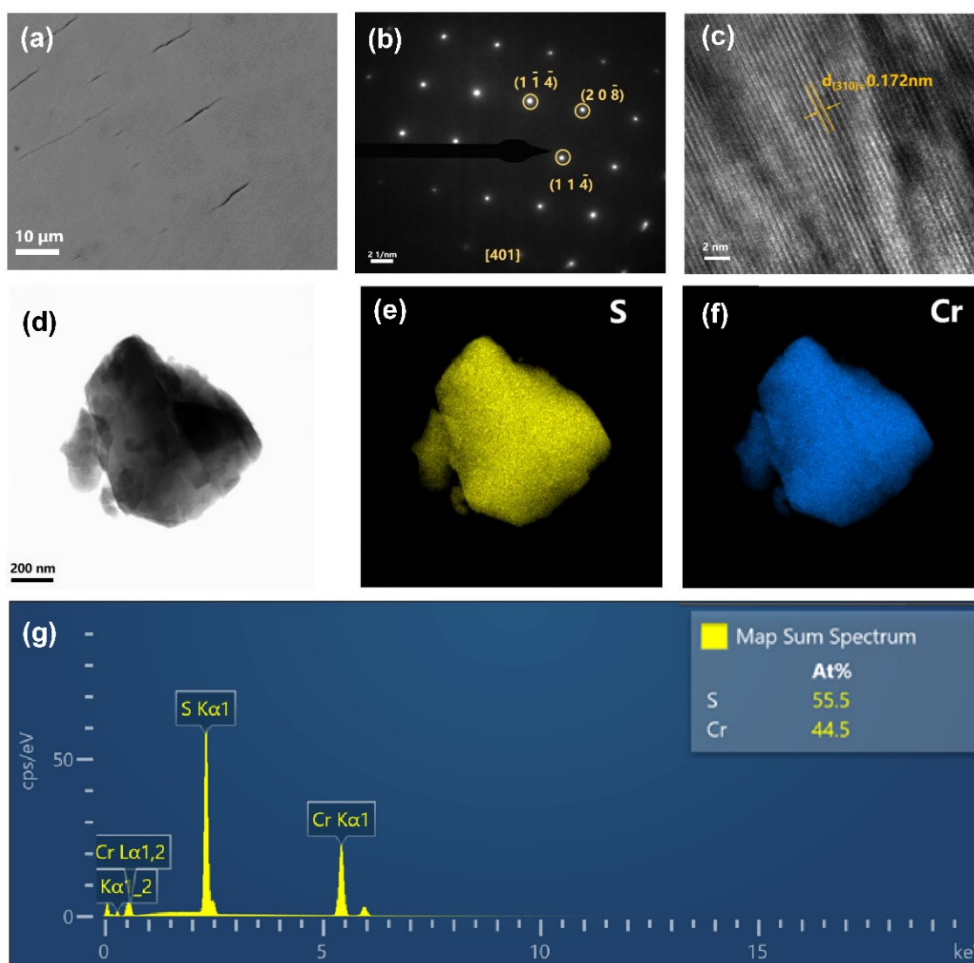 (a)
10 μm
(b)
(1 1̄ 4̄)
(2 0 8̄)
(1 1 4̄)
2 1/nm
[401]
(c)
d(310)=0.172nm
2 nm
(d)
200 nm
(e)
S
(f)
Cr
(g)
Map Sum Spectrum
At%
S 55.5
Cr 44.5
S Kα1
cps/eV
50
Cr Kα1
Cr Lα1,2
Kα1_2
0
0 5 10 15 ke